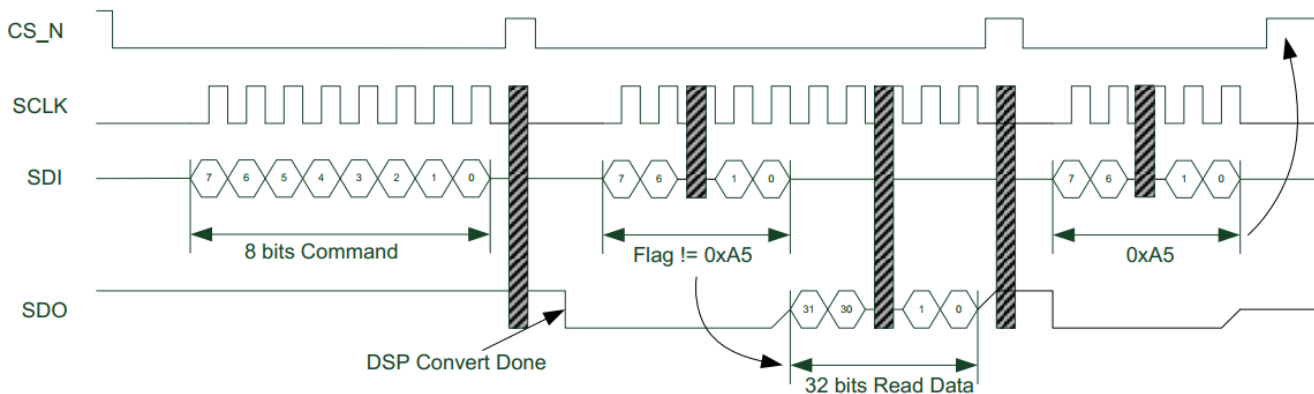 CS_N
SCLK
SDI
7 6 5 4 3 2 1 0
7 6 1 0
7 6 1 0
8 bits Command
Flag != 0xA5
0xA5
SDO
31 30 1 0
DSP Convert Done
32 bits Read Data